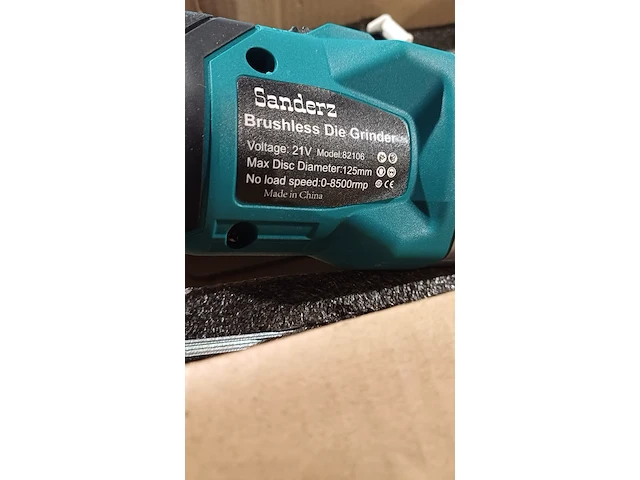 Sanderz
Brushless Die Grinder
Voltage: 21V Model:82106
Max Disc Diameter:125mm
No load speed:0-8500rmp
CE
Made in China